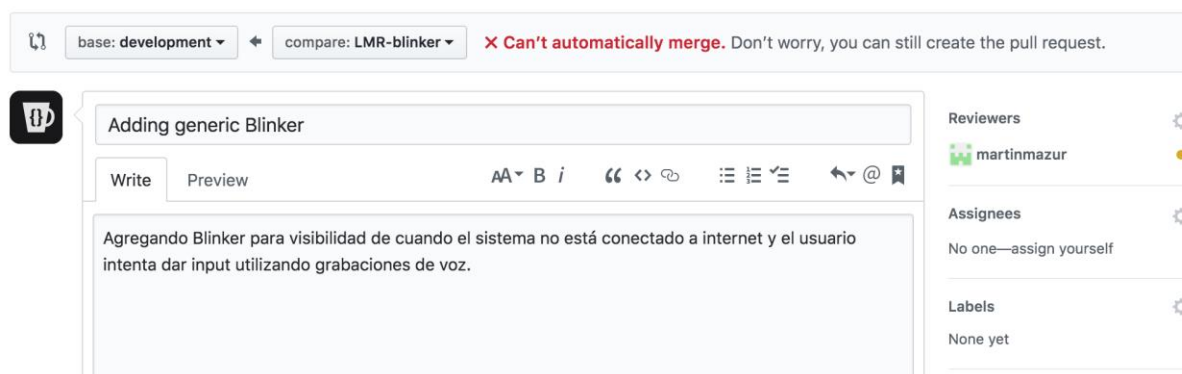 base: development compare: LMR-blinker Can't automatically merge. Don't worry, you can still create the pull request.
Adding generic Blinker
Write Preview AA B i @
Agregando Blinker para visibilidad de cuando el sistema no está conectado a internet y el usuario
intenta dar input utilizando grabaciones de voz.
Reviewers
martinmazur
Assignees
No one—assign yourself
Labels
None yet